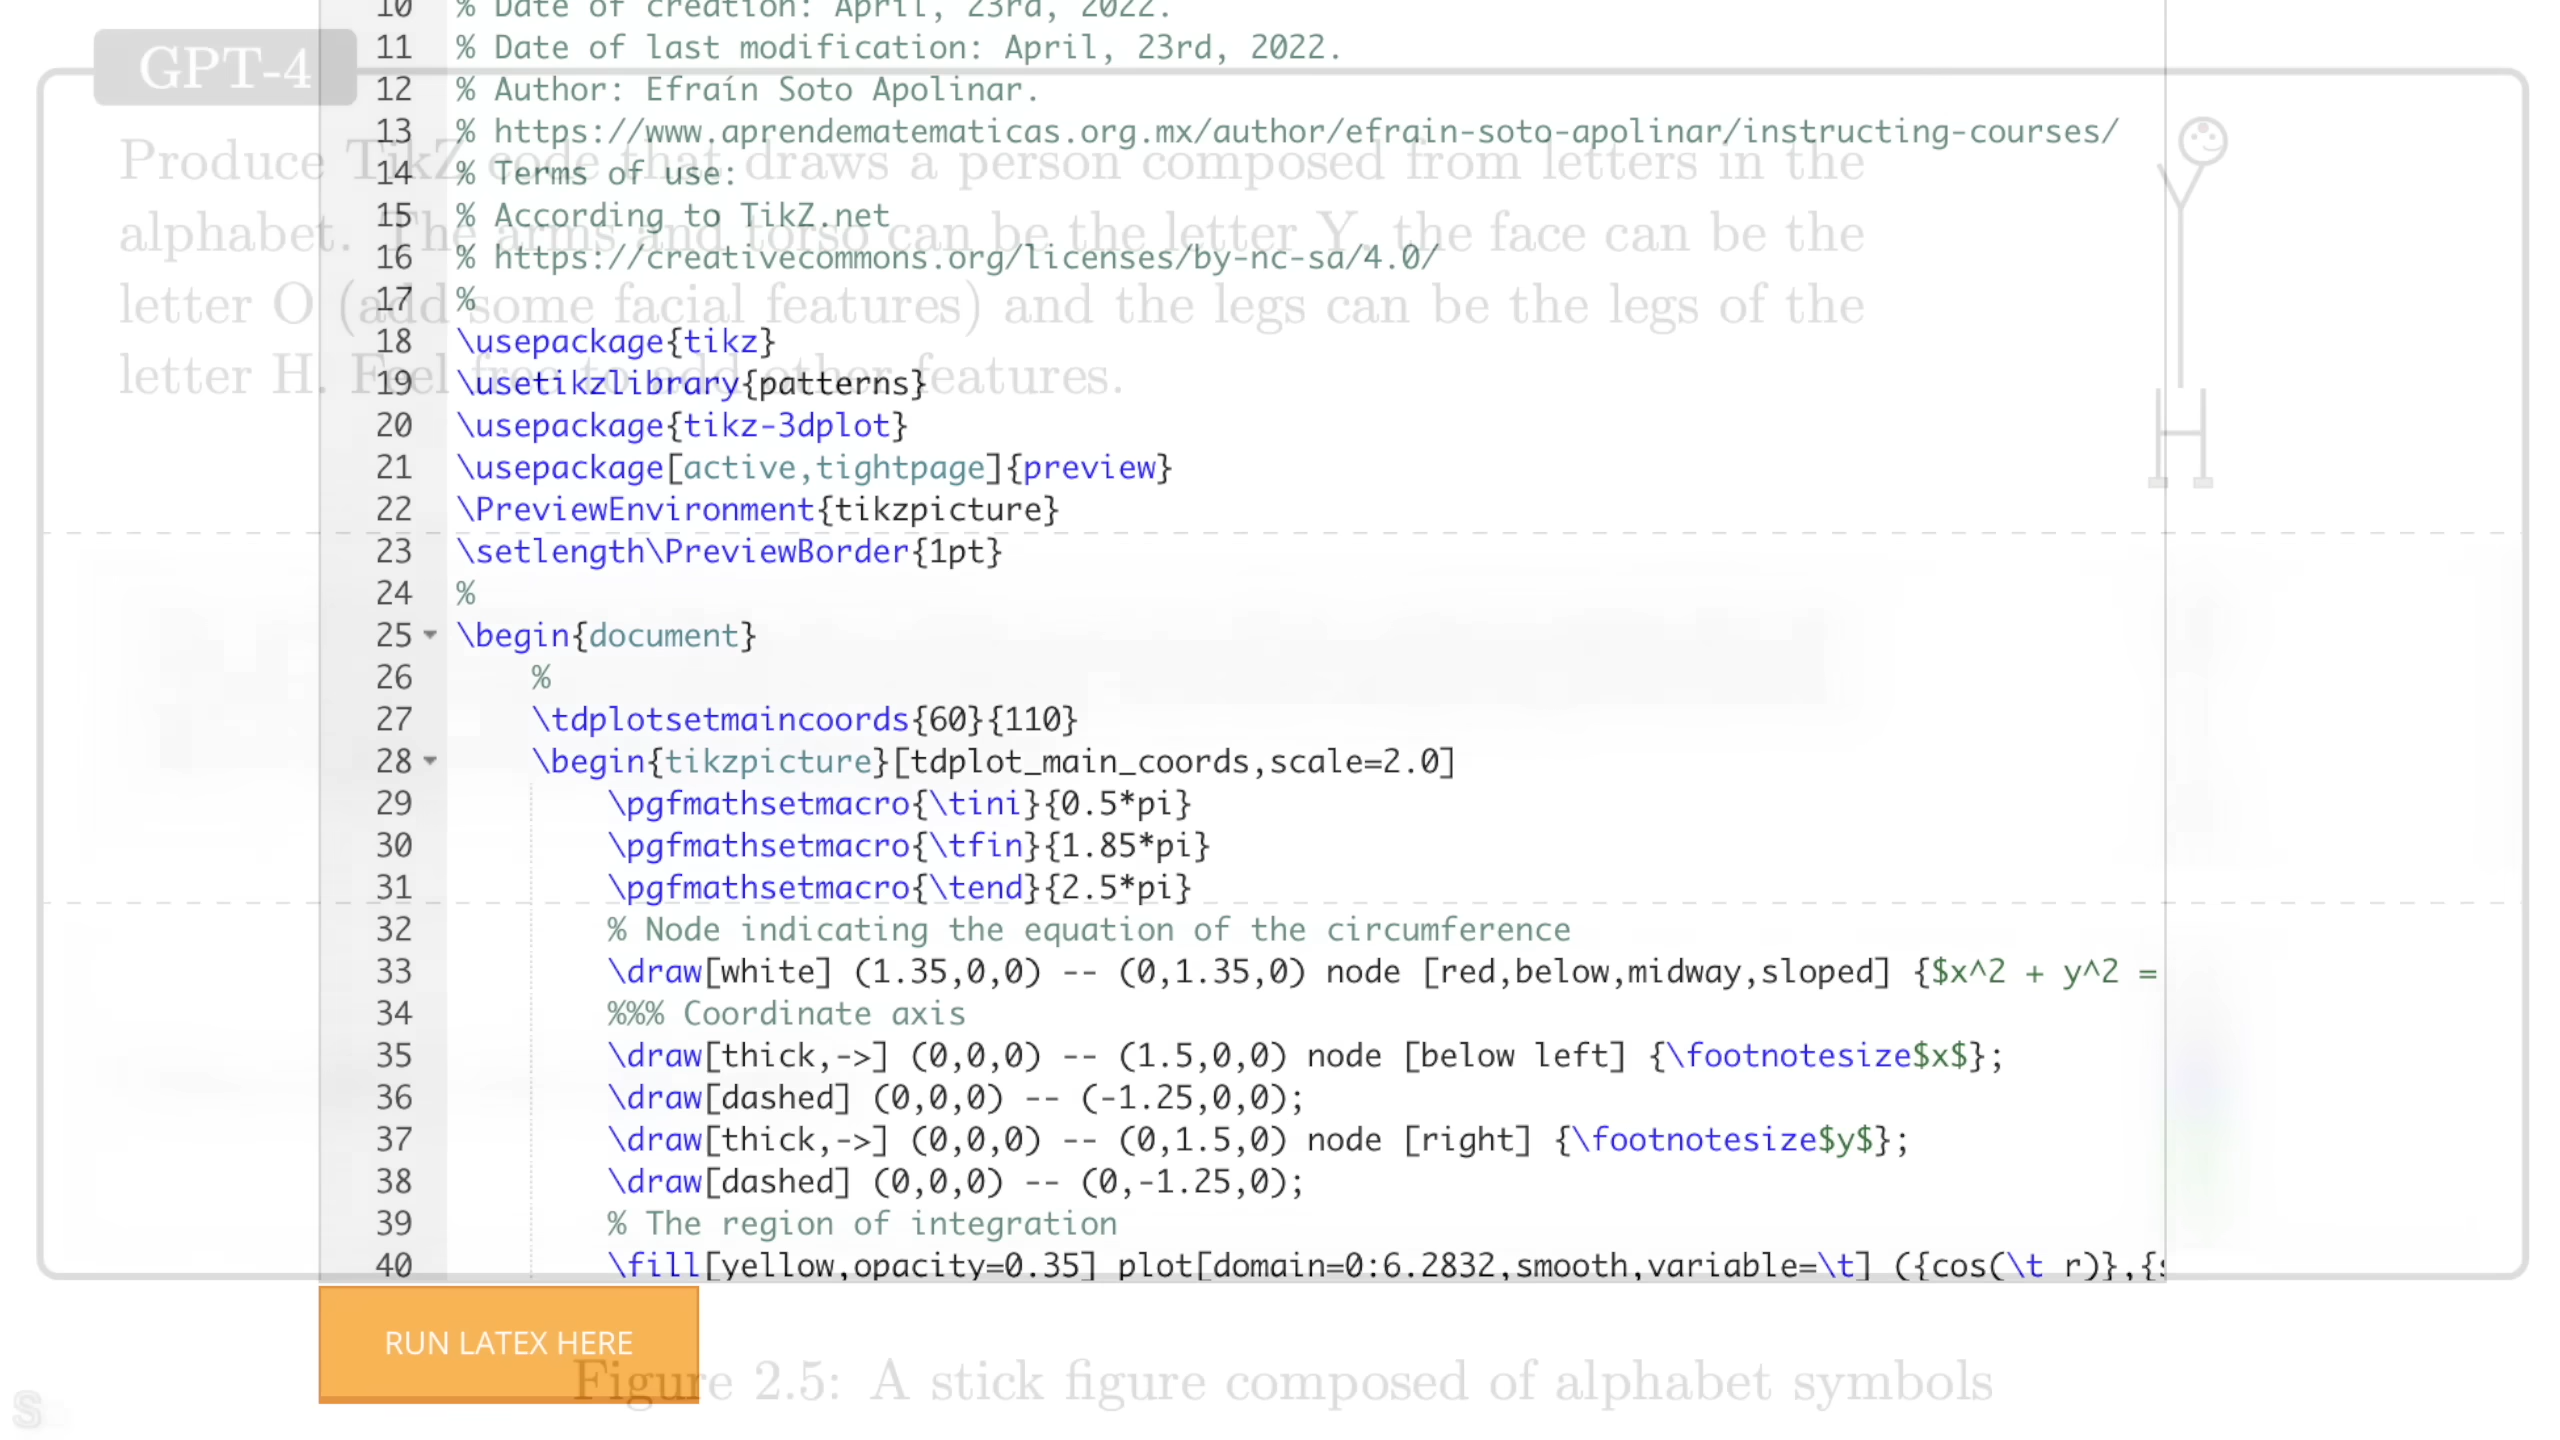 10 % Date of creation: April, 23rd, 2022.
11 % Date of last modification: April, 23rd, 2022.
GPT-4
12 % Author: Efraín Soto Apolinar.
13 % https://www.aprendematematicas.org.mx/author/efrain-soto-apolinar/instructing-courses/
Produce TikZ code that draws a person composed from letters in the
14 % Terms of use:
15 % According to TikZ.net
alphabet. The arms and torso can be the letter Y, the face can be the
16 % https://creativecommons.org/licenses/by-nc-sa/4.0/
17 %
letter O (add some facial features) and the legs can be the legs of the
18 \usepackage{tikz}
19 \usetikzlibrary{patterns}
letter H. Feel free to add other features.
20 \usepackage{tikz-3dplot}
21 \usepackage[active,tightpage]{preview}
22 \PreviewEnvironment{tikzpicture}
23 \setlength\PreviewBorder{1pt}
24 %
25 \begin{document}
26 %
27 \tdplotsetmaincoords{60}{110}
28 \begin{tikzpicture}[tdplot_main_coords,scale=2.0]
29 \pgfmathsetmacro{\tini}{0.5*pi}
30 \pgfmathsetmacro{\tfin}{1.85*pi}
31 \pgfmathsetmacro{\tend}{2.5*pi}
32 % Node indicating the equation of the circumference
33 \draw[white] (1.35,0,0) -- (0,1.35,0) node [red,below,midway,sloped] {$x^2 + y^2 =
34 %%% Coordinate axis
35 \draw[thick,->] (0,0,0) -- (1.5,0,0) node [below left] {\footnotesize$x$};
36 \draw[dashed] (0,0,0) -- (-1.25,0,0);
37 \draw[thick,->] (0,0,0) -- (0,1.5,0) node [right] {\footnotesize$y$};
38 \draw[dashed] (0,0,0) -- (0,-1.25,0);
39 % The region of integration
40 \fill[yellow,opacity=0.35] plot[domain=0:6.2832,smooth,variable=\t] ({cos(\t r)},{
RUN LATEX HERE
Figure 2.5: A stick figure composed of alphabet symbols
S